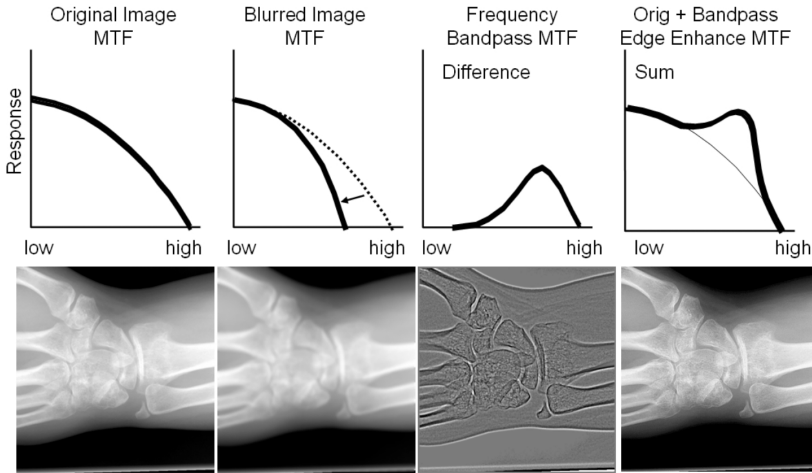 Original Image
MTF
Blurred Image
MTF
Frequency
Bandpass MTF
Orig + Bandpass
Edge Enhance MTF
Response
Difference
Sum
low high
low high
low high
low high